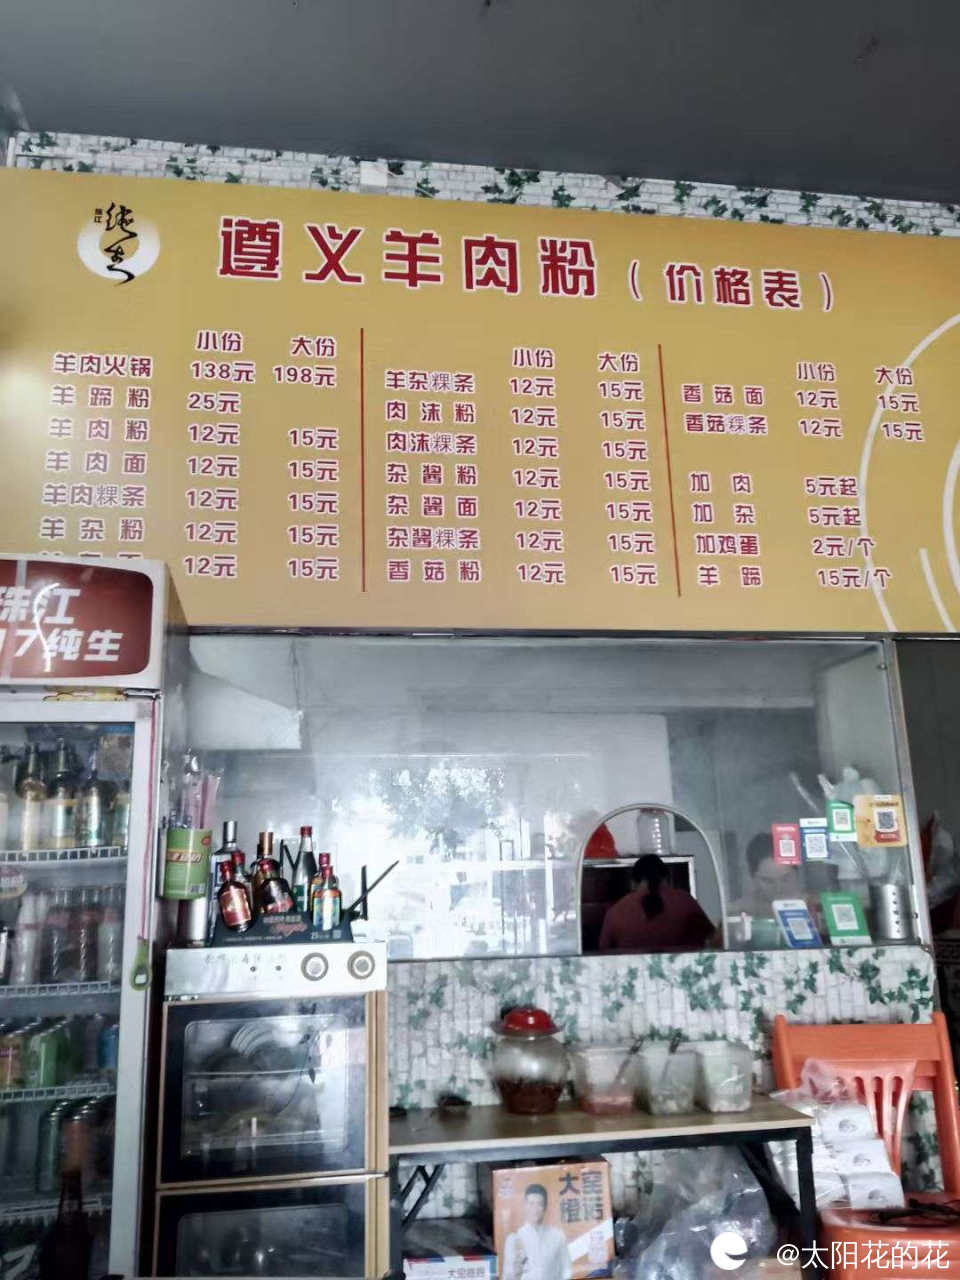 珠江
纯生
遵义羊肉粉(价格表)
小份 大份
羊肉火锅 138元 198元
羊蹄粉 25元
羊肉粉 12元 15元
羊肉面 12元 15元
羊肉粿条 12元 15元
羊杂粉 12元 15元
12元 15元
小份 大份
羊杂粿条 12元 15元
肉沫粉 12元 15元
肉沫粿条 12元 15元
杂酱粉 12元 15元
杂酱面 12元 15元
杂酱粿条 12元 15元
香菇粉 12元 15元
小份 大份
香菇面 12元 15元
香菇粿条 12元 15元
加肉 5元起
加杂 5元起
加鸡蛋 2元/个
羊蹄 15元/个
珠江
纯生
@太阳花的花